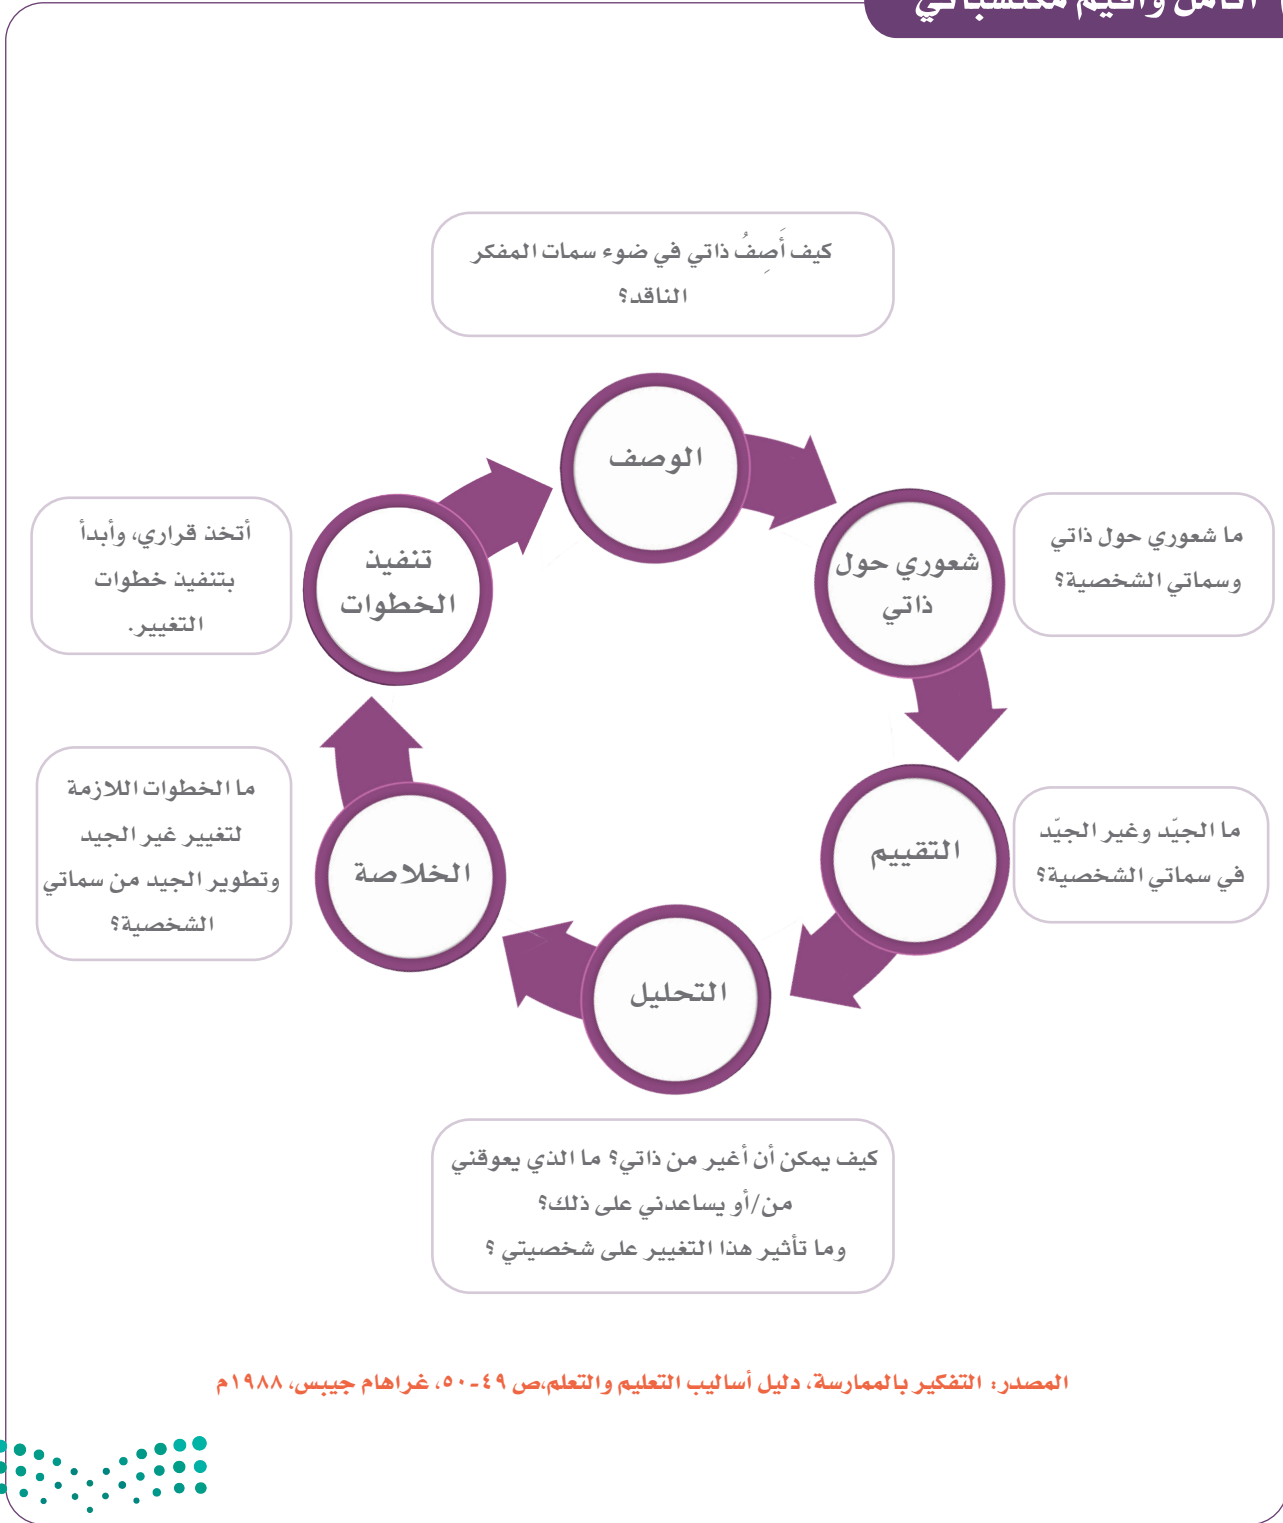 أتأمل وأقيّم مكتسباتي
كيف أَصِفُ ذاتي في ضوء سمات المفكر
الناقد؟
الوصف
شعوري حول
ذاتي
ما شعوري حول ذاتي
وسماتي الشخصية؟
التقييم
ما الجيّد وغير الجيّد
في سماتي الشخصية؟
التحليل
كيف يمكن أن أغير من ذاتي؟ ما الذي يعوقني
من/أو يساعدني على ذلك؟
وما تأثير هذا التغيير على شخصيتي ؟
الخلاصة
ما الخطوات اللازمة
لتغيير غير الجيد
وتطوير الجيد من سماتي
الشخصية؟
تنفيذ
الخطوات
أتخذ قراري، وأبدأ
بتنفيذ خطوات
التغيير.
المصدر: التفكير بالممارسة، دليل أساليب التعليم والتعلم،ص ٤٩-٥٠، غراهام جيبس، ١٩٨٨م